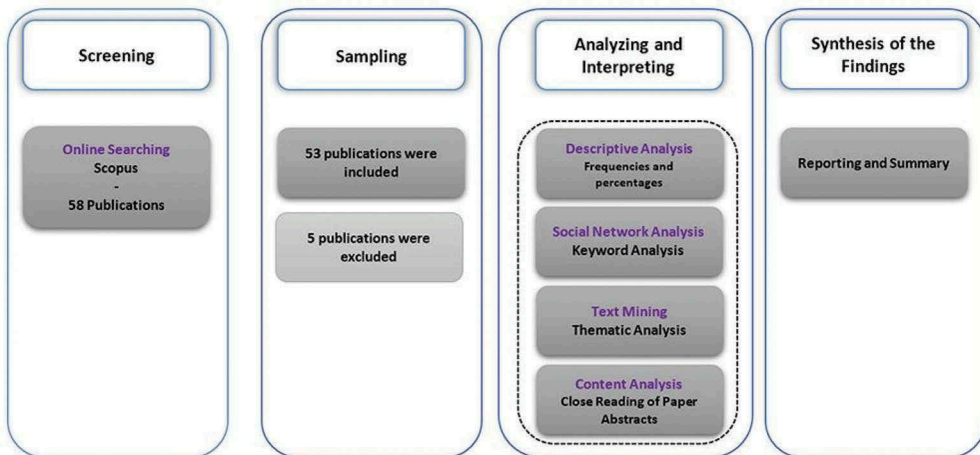 Screening
Online Searching
Scopus
-
58 Publications
Sampling
53 publications were
included
5 publications were
excluded
Analyzing and
Interpreting
Descriptive Analysis
Frequencies and
percentages
Social Network Analysis
Keyword Analysis
Text Mining
Thematic Analysis
Content Analysis
Close Reading of Paper
Abstracts
Synthesis of the
Findings
Reporting and Summary